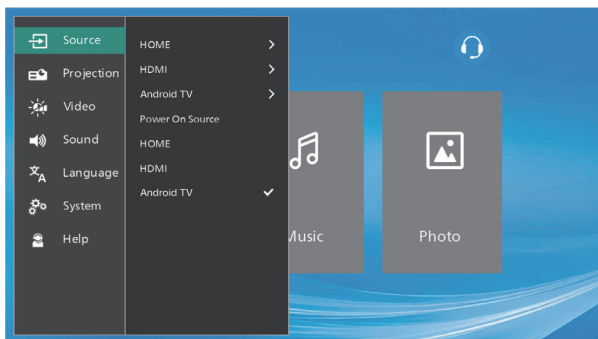 Source
Projection
Video
Sound
Language
System
Help
HOME
HDMI
Android TV
Power On Source
HOME
HDMI
Android TV
Music
Photo